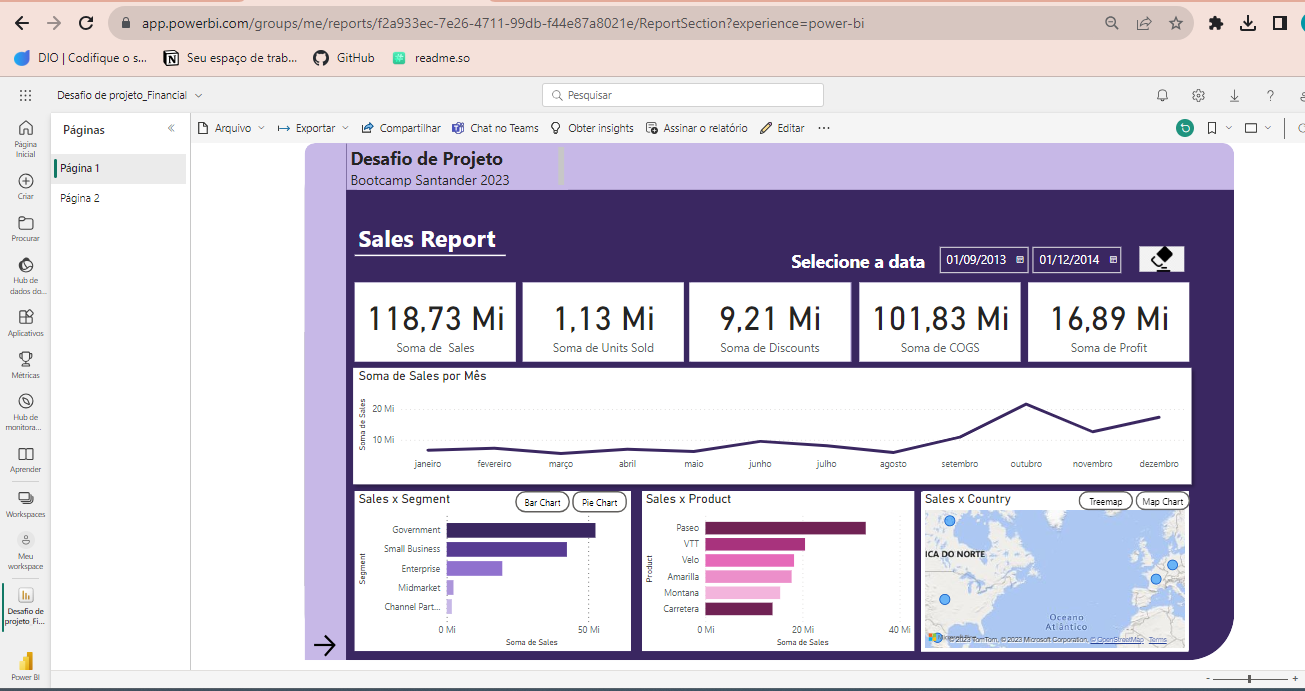 app.powerbi.com/groups/me/reports/f2a933ec-7e26-4711-99db-f44e87a8021e/ReportSection?experience=power-bi
DIO | Codifique o s... Seu espaço de trab... GitHub readme.so
Desafio de projeto_Financial Pesquisar
Arquivo Exportar Compartilhar Chat no Teams Obter insights Assinar o relatório Editar ...
Página Inicial
Criar
Procurar
Hub de dados do...
Aplicativos
Métricas
Hub de monitora...
Aprender
Workspaces
Meu workspace
Desafio de projeto_Fi...
Power BI
Páginas
Página 1
Página 2
Desafio de Projeto
Bootcamp Santander 2023
Sales Report
Selecione a data 01/09/2013 01/12/2014
118,73 Mi 1,13 Mi 9,21 Mi 101,83 Mi 16,89 Mi
Soma de Sales Soma de Units Sold Soma de Discounts Soma de COGS Soma de Profit
Soma de Sales por Mês
Soma de Sales
20 Mi
10 Mi
janeiro fevereiro março abril maio junho julho agosto setembro outubro novembro dezembro
Sales x Segment Bar Chart Pie Chart
Segment
Government
Small Business
Enterprise
Midmarket
Channel Part...
0 Mi 50 Mi
Soma de Sales
Sales x Product
Product
Paseo
VTT
Velo
Amarilla
Montana
Carretera
0 Mi 20 Mi 40 Mi
Soma de Sales
Sales x Country Treemap Map Chart
ICA DO NORTE
Oceano
Atlântico
© 2023 TomTom, © 2023 Microsoft Corporation, © OpenStreetMap Terms